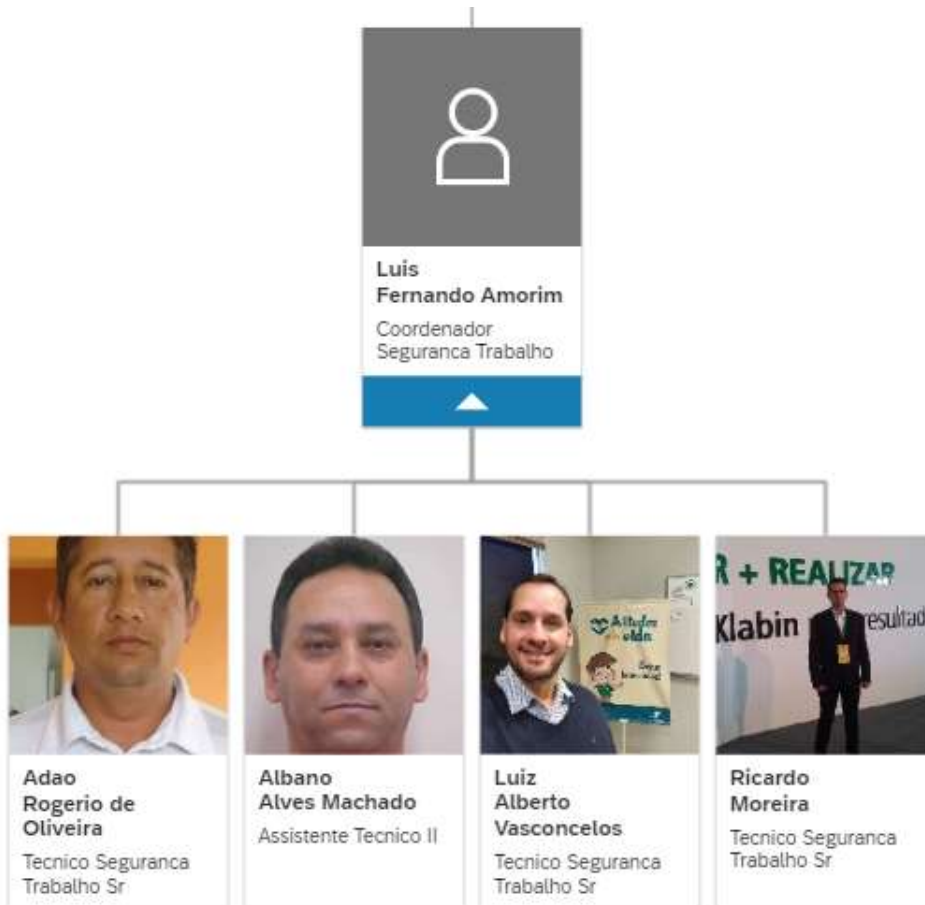 Luis
Fernando Amorim
Coordenador
Seguranca Trabalho
Adao
Rogerio de
Oliveira
Tecnico Seguranca
Trabalho Sr
Albano
Alves Machado
Assistente Tecnico II
Luiz
Alberto
Vasconcelos
Tecnico Seguranca
Trabalho Sr
R + REALIZAR
Klabin
resultad
Ricardo
Moreira
Tecnico Seguranca
Trabalho Sr